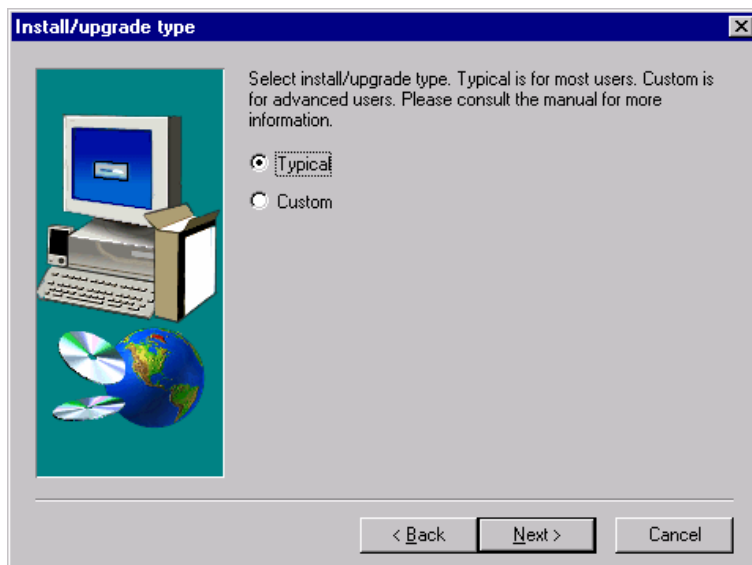 Install/upgrade type
Select install/upgrade type. Typical is for most users. Custom is
for advanced users. Please consult the manual for more
information.
Typical
Custom
< Back
Next >
Cancel